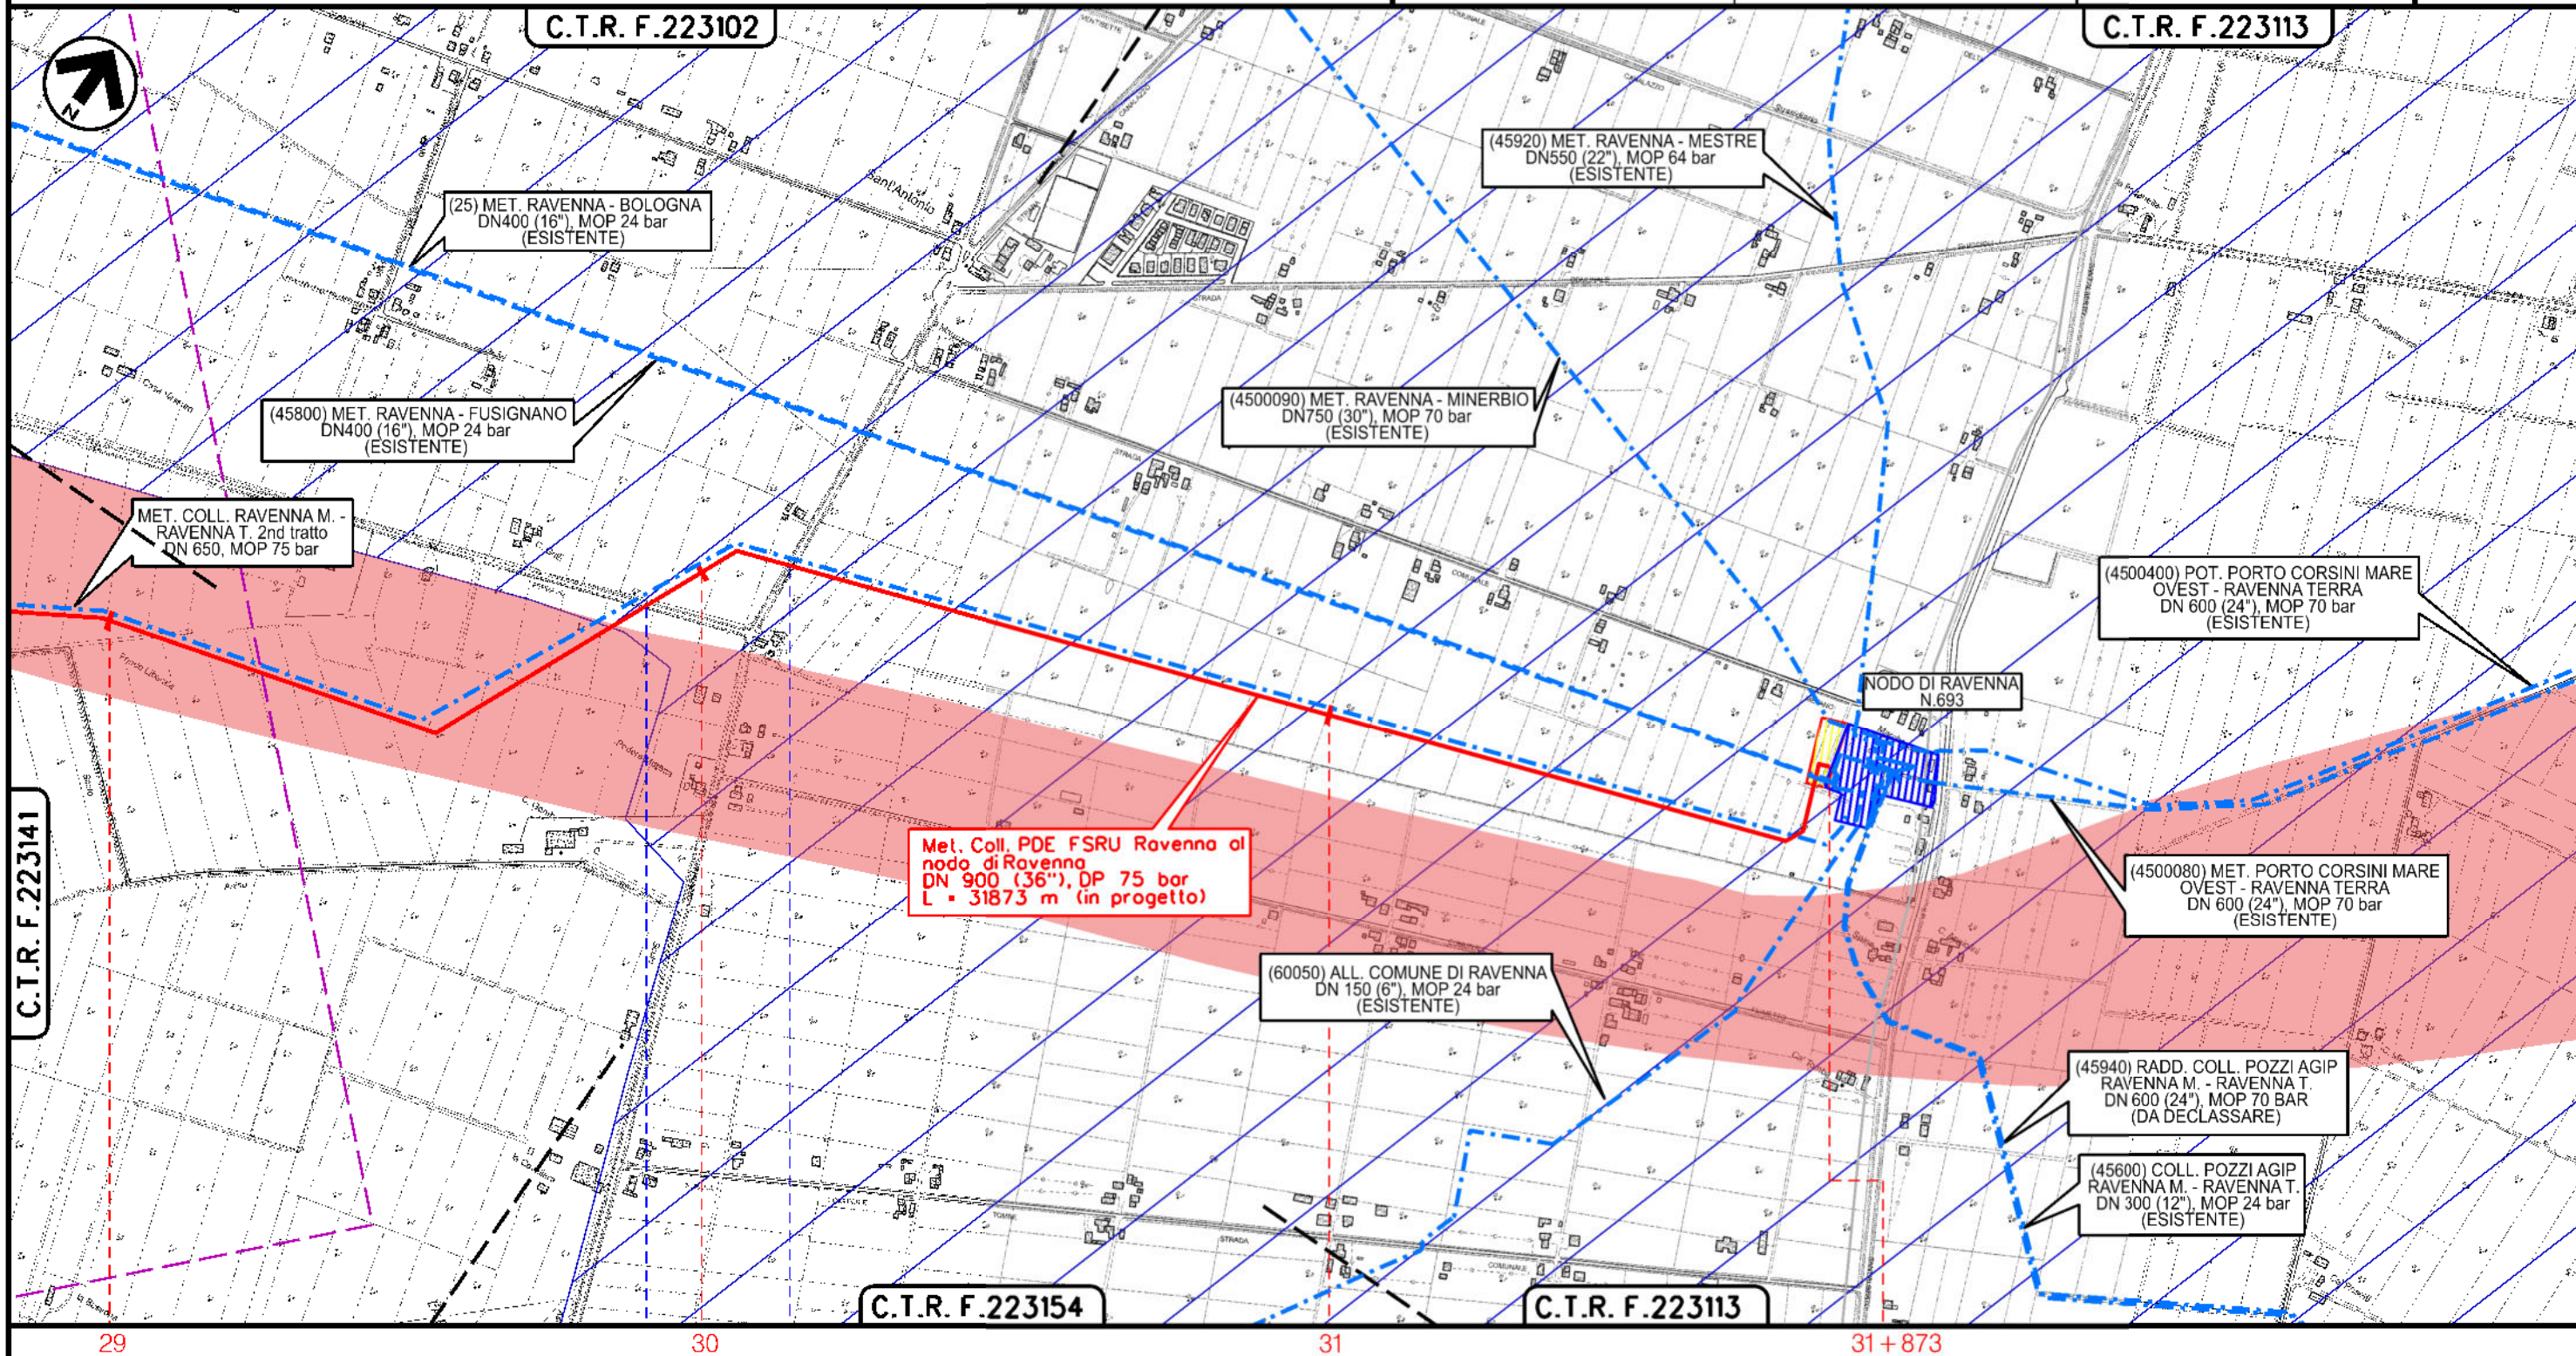 C.T.R. F.223102
C.T.R. F.223113
N
(45920) MET. RAVENNA - MESTRE
DN550 (22"), MOP 64 bar
(ESISTENTE)
(25) MET. RAVENNA - BOLOGNA
DN400 (16"), MOP 24 bar
(ESISTENTE)
Sant'Antonio
CANALAZZO
CANALAZZO
STRADA
(4500090) MET. RAVENNA - MINERBIO
DN750 (30"), MOP 70 bar
(ESISTENTE)
(45800) MET. RAVENNA - FUSIGNANO
DN400 (16"), MOP 24 bar
(ESISTENTE)
STRADA
MET. COLL. RAVENNA M. -
RAVENNA T. 2nd tratto
DN 650, MOP 75 bar
COMUNALE
(4500400) POT. PORTO CORSINI MARE
OVEST - RAVENNA TERRA
DN 600 (24"), MOP 70 bar
(ESISTENTE)
NODO DI RAVENNA
N.693
Met. Coll. PDE FSRU Ravenna al
nodo di Ravenna
DN 900 (36"), DP 75 bar
L = 31873 m (in progetto)
C.T.R. F.223141
(4500080) MET. PORTO CORSINI MARE
OVEST - RAVENNA TERRA
DN 600 (24"), MOP 70 bar
(ESISTENTE)
(60050) ALL. COMUNE DI RAVENNA
DN 150 (6"), MOP 24 bar
(ESISTENTE)
(45940) RADD. COLL. POZZI AGIP
RAVENNA M. - RAVENNA T.
DN 600 (24"), MOP 70 BAR
(DA DECLASSARE)
(45600) COLL. POZZI AGIP
RAVENNA M. - RAVENNA T.
DN 300 (12"), MOP 24 bar
(ESISTENTE)
TOMBE
STRADA
COMUNALE
C.T.R. F.223154
C.T.R. F.223113
29
30
31
31+873